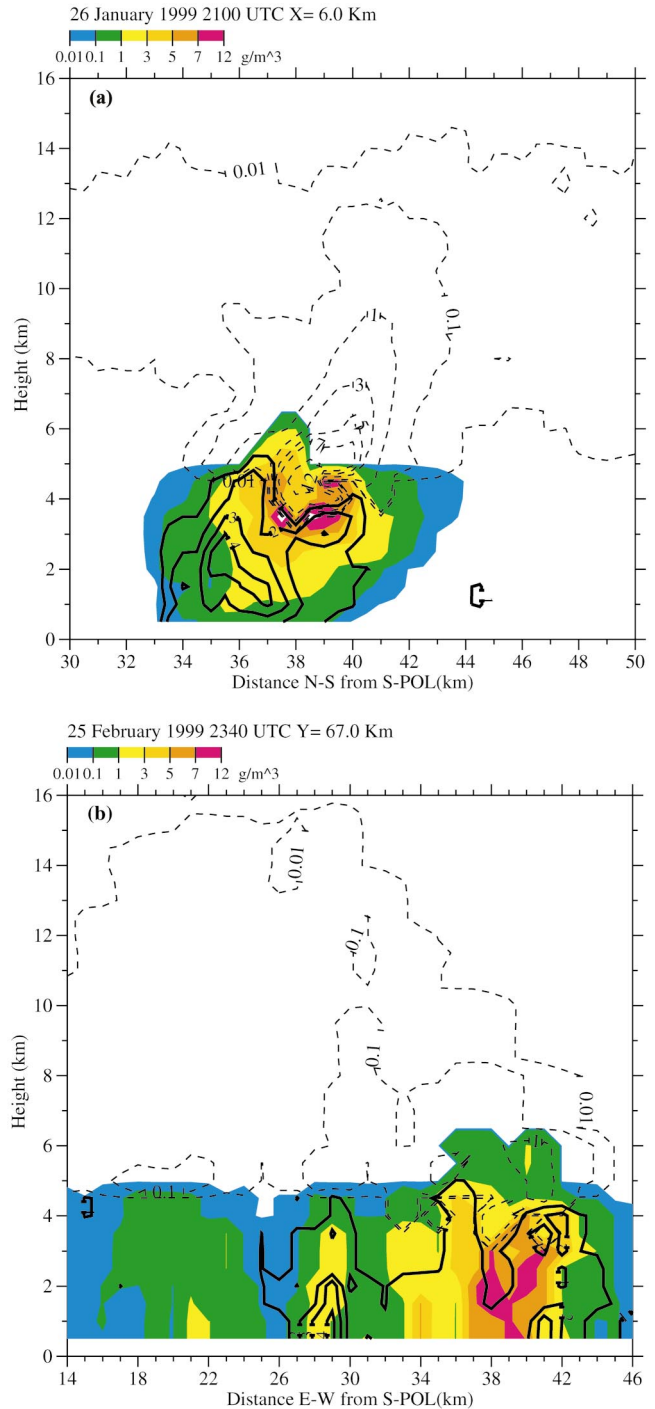 26 January 1999 2100 UTC X= 6.0 Km
0.01 0.1 1 3 5 7 12 g/m^3
(a)
16
14
12
10
8
6
4
2
0
Height (km)
0.01
0.1
1
3
0.01
3
2
30 32 34 36 38 40 42 44 46 48 50
Distance N-S from S-POL(km)
25 February 1999 2340 UTC Y= 67.0 Km
0.01 0.1 1 3 5 7 12 g/m^3
(b)
16
14
12
10
8
6
4
2
0
Height (km)
0.01
0.1
0.1
0.01
1
0.1
14 18 22 26 30 34 38 42 46
Distance E-W from S-POL(km)